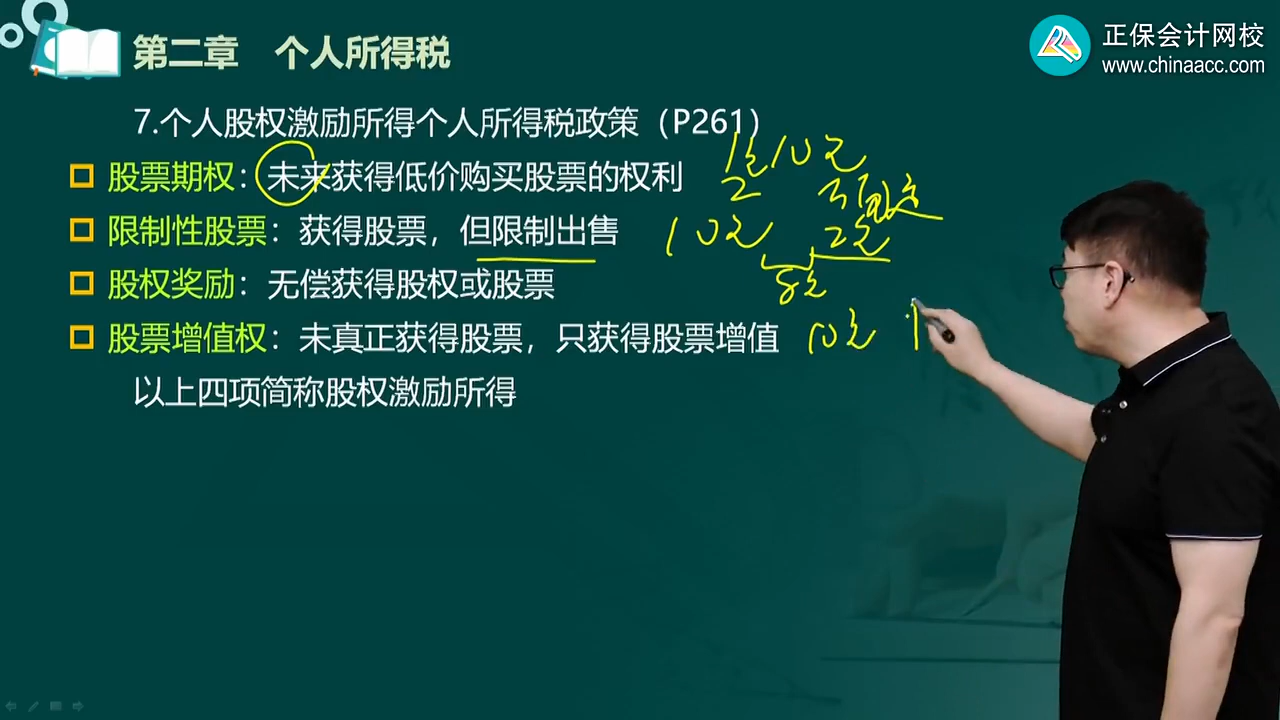 第二章 个人所得税
正保会计网校
www.chinaacc.com
7.个人股权激励所得个人所得税政策（P261）
股票期权：未来获得低价购买股票的权利
限制性股票：获得股票，但限制出售
股权奖励：无偿获得股权或股票
股票增值权：未真正获得股票，只获得股票增值
以上四项简称股权激励所得
10元
2
10元
2元
8元
10元